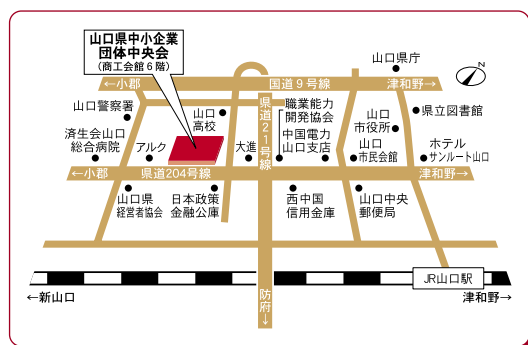 山口県中小企業
団体中央会
(商工会館6階)
山口県庁
←小郡
国道9号線
津和野→
山口警察署
山口
高校
県道21号線
職業能力
開発協会
山口
市役所
県立図書館
済生会山口
総合病院
アルク
大進
中国電力
山口支店
山口
市民会館
ホテル
サンルート山口
←小郡
県道204号線
津和野→
山口県
経営者協会
日本政策
金融公庫
西中国
信用金庫
山口中央
郵便局
JR山口駅
←新山口
防府→
津和野→